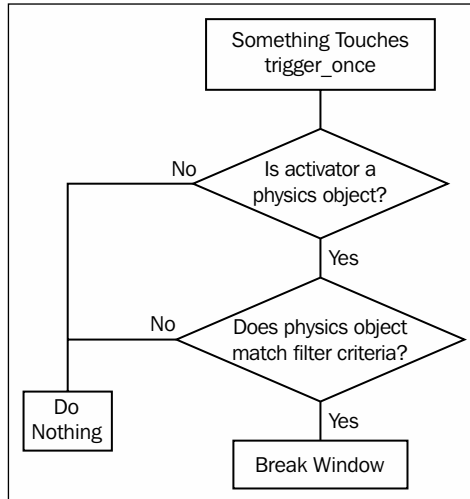 Something Touches
trigger_once
No
Is activator a
physics object?
Yes
No
Does physics object
match filter criteria?
Do
Nothing
Yes
Break Window